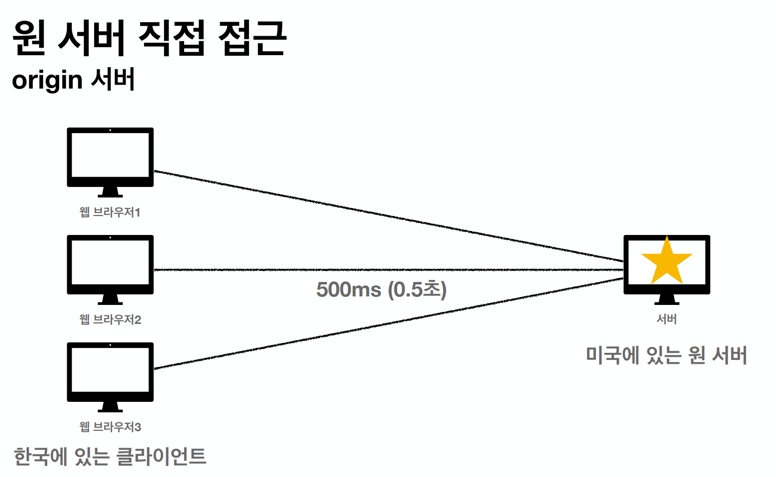 원 서버 직접 접근
origin 서버
웹 브라우저1
웹 브라우저2
500ms (0.5초)
서버
미국에 있는 원 서버
웹 브라우저3
한국에 있는 클라이언트